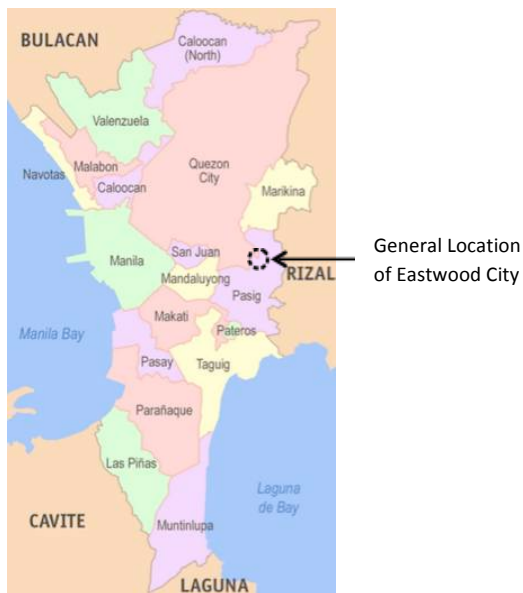 BULACAN
Caloocan
(North)
Valenzuela
Quezon
City
Malabon
Navotas
Caloocan
Marikina
San Juan
Manila
Mandaluyong
RIZAL
General Location
of Eastwood City
Pasig
Makati
Pateros
Manila Bay
Pasay
Taguig
Parañaque
Las Piñas
Laguna
de Bay
CAVITE
Muntinlupa
LAGUNA